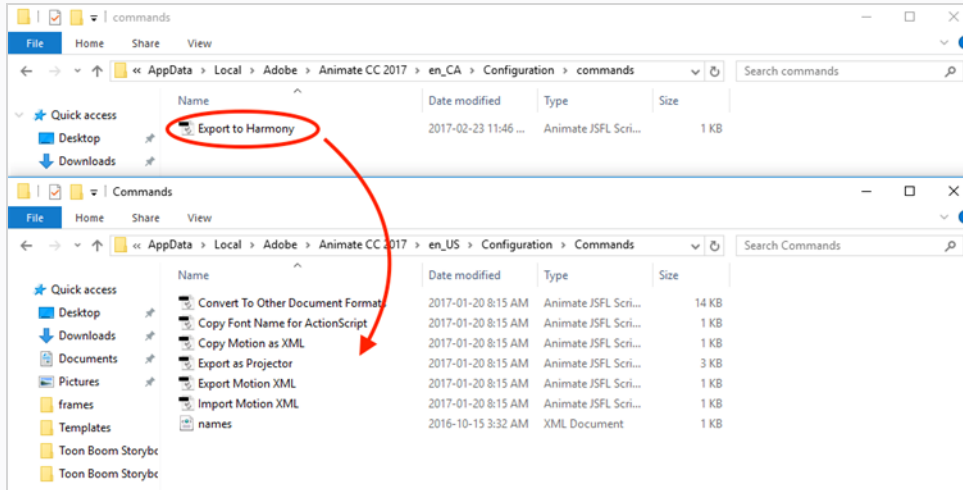 commands
File Home Share View
« AppData > Local > Adobe > Animate CC 2017 > en_CA > Configuration > commands Search commands
Name Date modified Type Size
Quick access
Export to Harmony 2017-02-23 11:46 ... Animate JSFL Scri... 1 KB
Desktop
Downloads
Commands
File Home Share View
« AppData > Local > Adobe > Animate CC 2017 > en_US > Configuration > Commands Search Commands
Name Date modified Type Size
Quick access
Convert To Other Document Formats 2017-01-20 8:15 AM Animate JSFL Scri... 14 KB
Desktop
Copy Font Name for ActionScript 2017-01-20 8:15 AM Animate JSFL Scri... 1 KB
Downloads
Copy Motion as XML 2017-01-20 8:15 AM Animate JSFL Scri... 1 KB
Documents
Export as Projector 2017-01-20 8:15 AM Animate JSFL Scri... 3 KB
Pictures
Export Motion XML 2017-01-20 8:15 AM Animate JSFL Scri... 1 KB
frames
Import Motion XML 2017-01-20 8:15 AM Animate JSFL Scri... 1 KB
Templates
names 2016-10-15 3:32 AM XML Document 1 KB
Toon Boom Storybo
Toon Boom Storybo